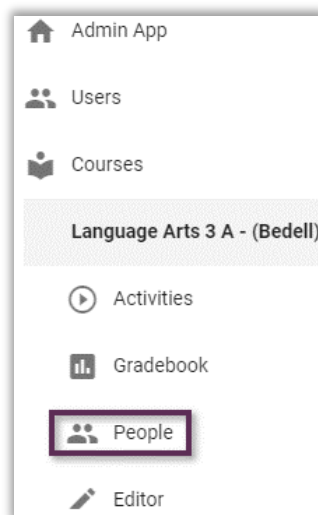 Admin App
Users
Courses
Language Arts 3 A - (Bedell)
Activities
Gradebook
People
Editor